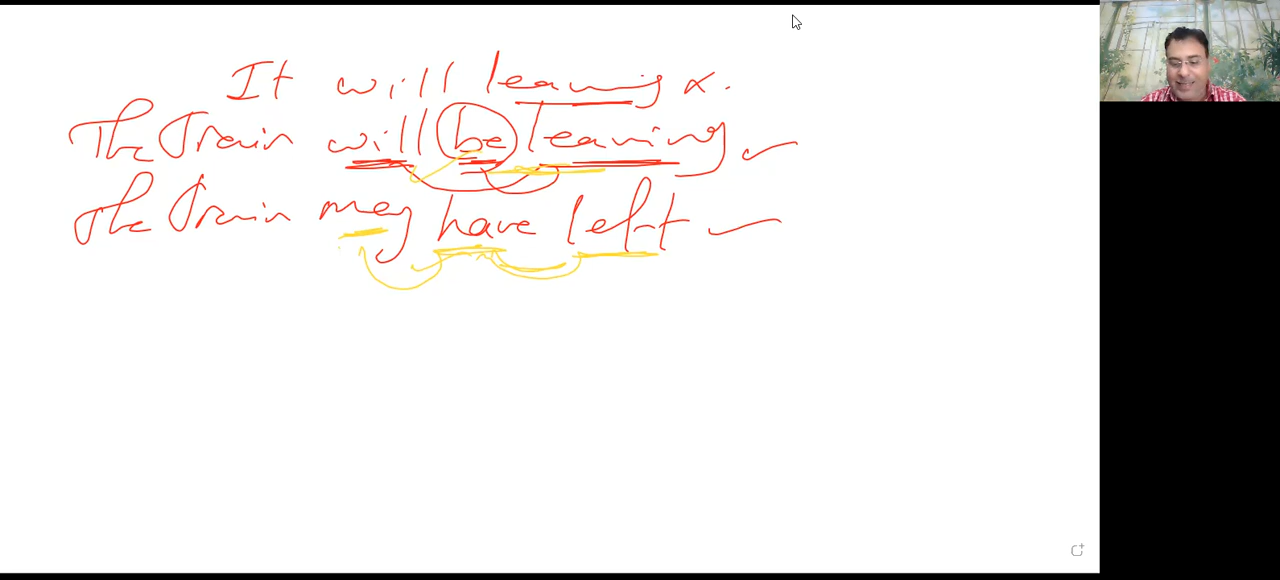 It will leaving ×.
The Train will be leaving ✓
The Train may have left ✓